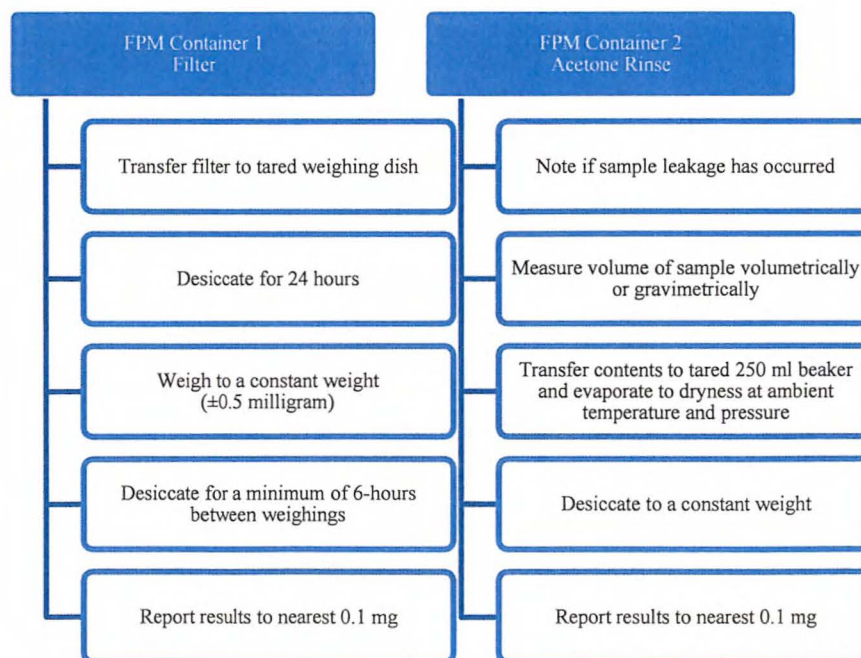 FPM Container 1
Filter
Transfer filter to tared weighing dish
Desiccate for 24 hours
Weigh to a constant weight
(±0.5 milligram)
Desiccate for a minimum of 6-hours
between weighings
Report results to nearest 0.1 mg
FPM Container 2
Acetone Rinse
Note if sample leakage has occurred
Measure volume of sample volumetrically
or gravimetrically
Transfer contents to tared 250 ml beaker
and evaporate to dryness at ambient
temperature and pressure
Desiccate to a constant weight
Report results to nearest 0.1 mg